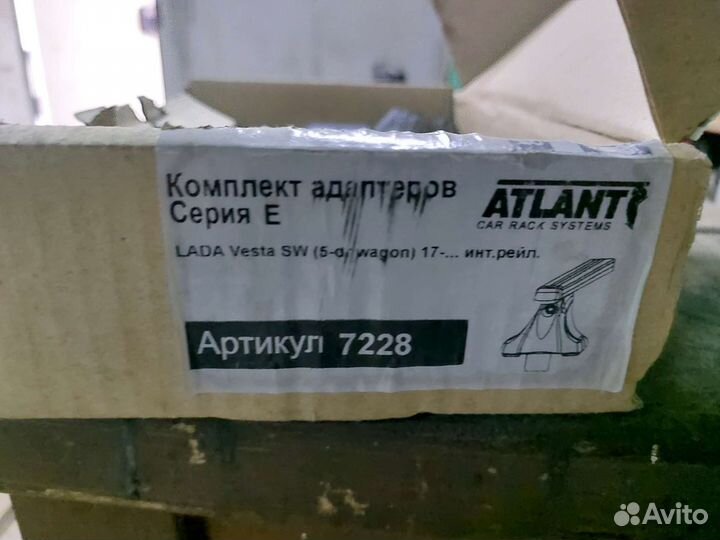 Комплект адаптеров
Серия Е
ATLANT
CAR RACK SYSTEMS
LADA Vesta SW (5-dr wagon) 17-... инт.рейл.
Артикул 7228
Avito